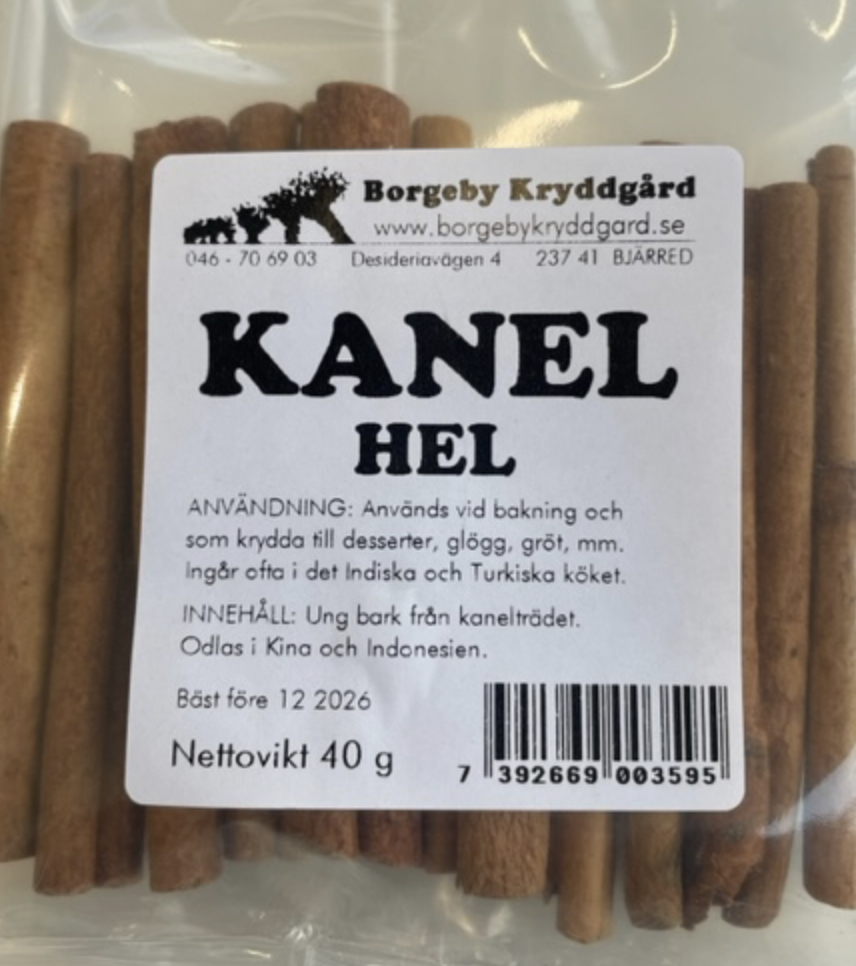 Borgeby Kryddgård
www.borgebykryddgard.se
046 - 70 69 03 Desideriavägen 4 237 41 BJÄRRED
KANEL
HEL
ANVÄNDNING: Används vid bakning och
som krydda till desserter, glögg, gröt, mm.
Ingår ofta i det Indiska och Turkiska köket.
INNEHÅLL: Ung bark från kanelträdet.
Odlas i Kina och Indonesien.
Bäst före 12 2026
Nettovikt 40 g
7 392669 003595